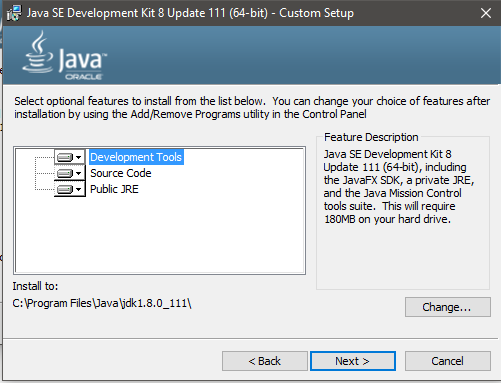 Java SE Development Kit 8 Update 111 (64-bit) - Custom Setup
Java
ORACLE
Select optional features to install from the list below. You can change your choice of features after
installation by using the Add/Remove Programs utility in the Control Panel
Development Tools
Source Code
Public JRE
Feature Description
Java SE Development Kit 8
Update 111 (64-bit), including
the JavaFX SDK, a private JRE,
and the Java Mission Control
tools suite. This will require
180MB on your hard drive.
Install to:
C:\Program Files\Java\jdk1.8.0_111\
Change...
< Back
Next >
Cancel